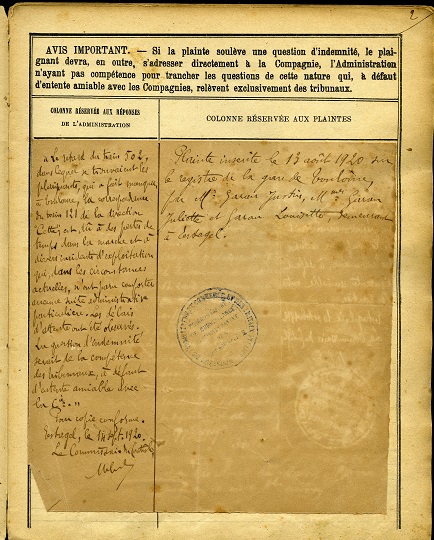 2
AVIS IMPORTANT. — Si la plainte soulève une question d'indemnité, le plai-
gnant devra, en outre, s'adresser directement à la Compagnie, l'Administration
n'ayant pas compétence pour trancher les questions de cette nature qui, à défaut
d'entente amiable avec les Compagnies, relèvent exclusivement des tribunaux.
COLONNE RÉSERVÉE AUX RÉPONSES
DE L'ADMINISTRATION
« Le retard du train 502,
dans lequel se trouvaient les
plaignants, qui a fait manquer,
à Toulouse, la correspondance
du train 121 de la direction
Cette, est dû à des pertes de
temps dans la marche et à
divers incidents d'exploitation
qui, dans les circonstances
actuelles, n'ont paru comporter
aucune suite administrative
particulière. Les délais
d'attente ont été observés.
La question d'indemnité
serait de la compétence
des tribunaux, à défaut
d'entente amiable avec
la Cie. »
Pour copie conforme.
Estagel, le 14 Sept. 1920.
Le Commissaire
COLONNE RÉSERVÉE AUX PLAINTES
Plainte inscrite le 13 août 1920 sur
le registre de la gare de Toulouse,
par Mr Garau Justin, Mme Garau
Juliette et Garau demeurant
à Estagel.